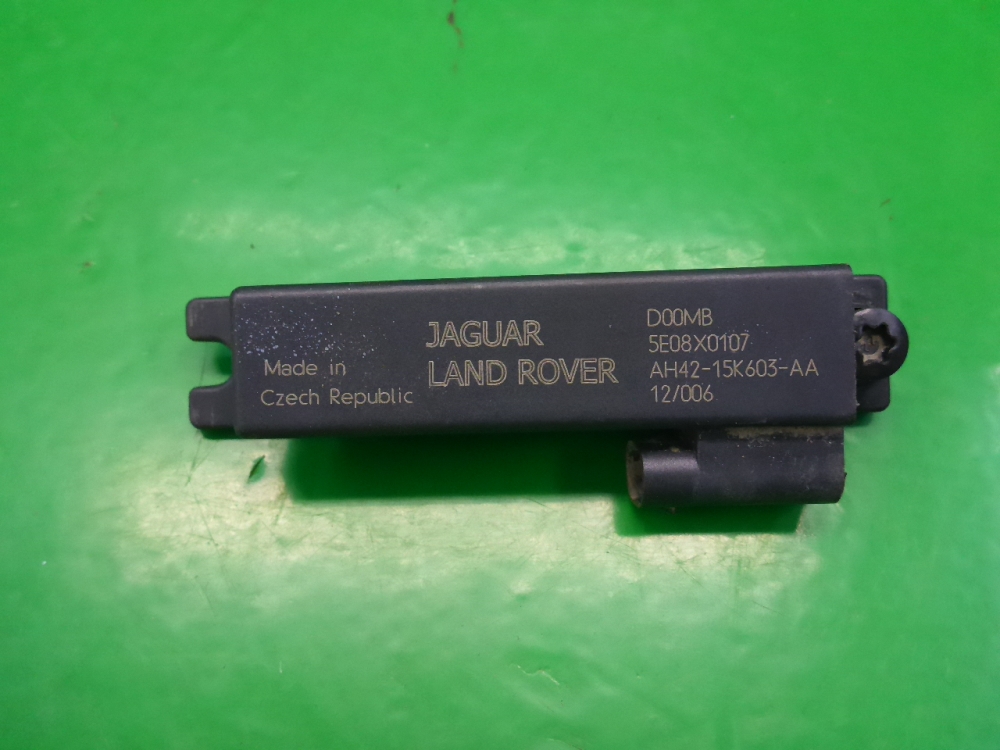 Made in
Czech Republic
JAGUAR
LAND ROVER
D00MB
5E08X0107
AH42-15K603-AA
12/006